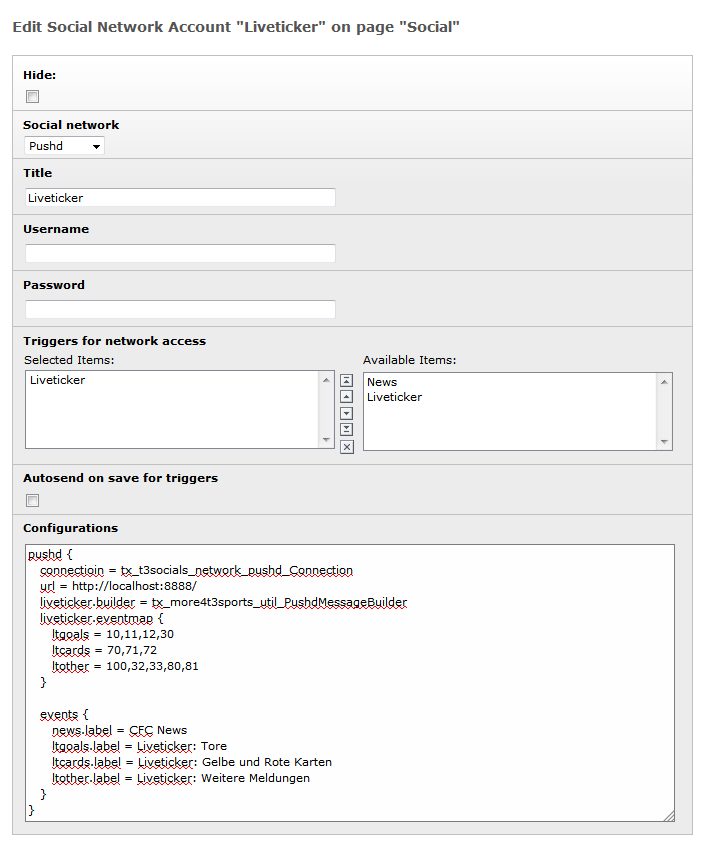 Edit Social Network Account "Liveticker" on page "Social"
Hide:
Social network
Pushd
Title
Liveticker
Username
Password
Triggers for network access
Selected Items:
Available Items:
Liveticker
News
Liveticker
Autosend on save for triggers
Configurations
pushd {
connectioin = tx_t3socials_network_pushd_Connection
url = http://localhost:8888/
liveticker.builder = tx_more4t3sports_util_PushdMessageBuilder
liveticker.eventmap {
ltgoals = 10,11,12,30
ltcards = 70,71,72
ltother = 100,32,33,80,81
}
events {
news.label = CFC News
ltgoals.label = Liveticker: Tore
ltcards.label = Liveticker: Gelbe und Rote Karten
ltother.label = Liveticker: Weitere Meldungen
}
}